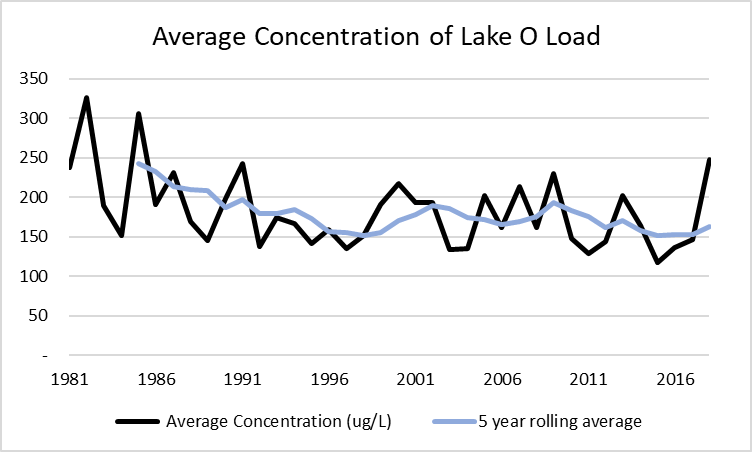 Average Concentration of Lake O Load
350
300
250
200
150
100
50
-
1981 1986 1991 1996 2001 2006 2011 2016
Average Concentration (ug/L) 5 year rolling average